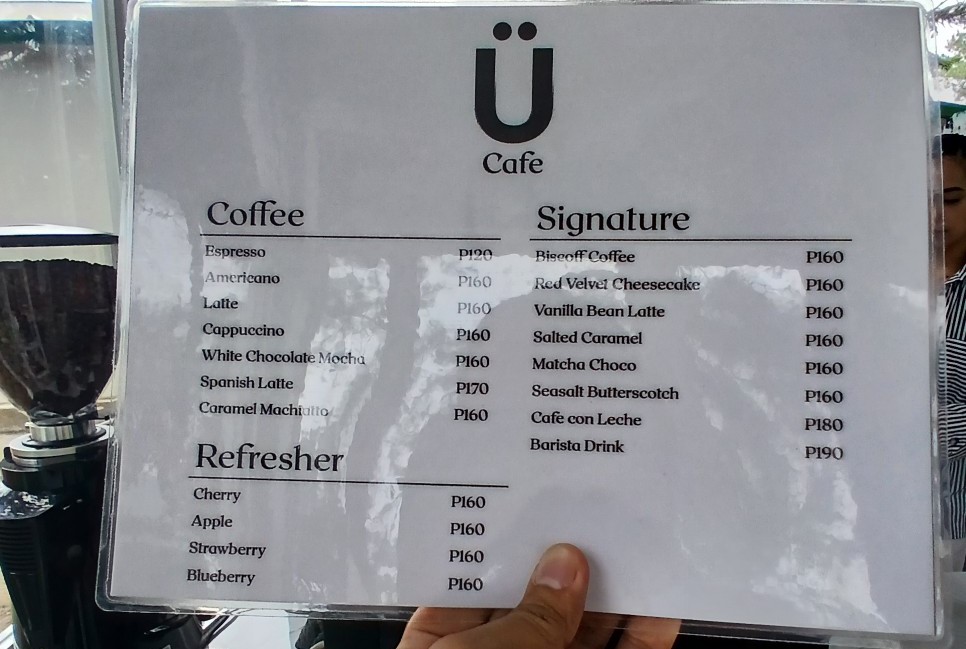 Ü
Cafe
Coffee
Espresso P120
Americano P160
Latte P160
Cappuccino P160
White Chocolate Mocha P160
Spanish Latte P170
Caramel Machiatto P160
Refresher
Cherry P160
Apple P160
Strawberry P160
Blueberry P160
Signature
Biscoff Coffee P160
Red Velvet Cheesecake P160
Vanilla Bean Latte P160
Salted Caramel P160
Matcha Choco P160
Seasalt Butterscotch P160
Cafè con Leche P180
Barista Drink P190